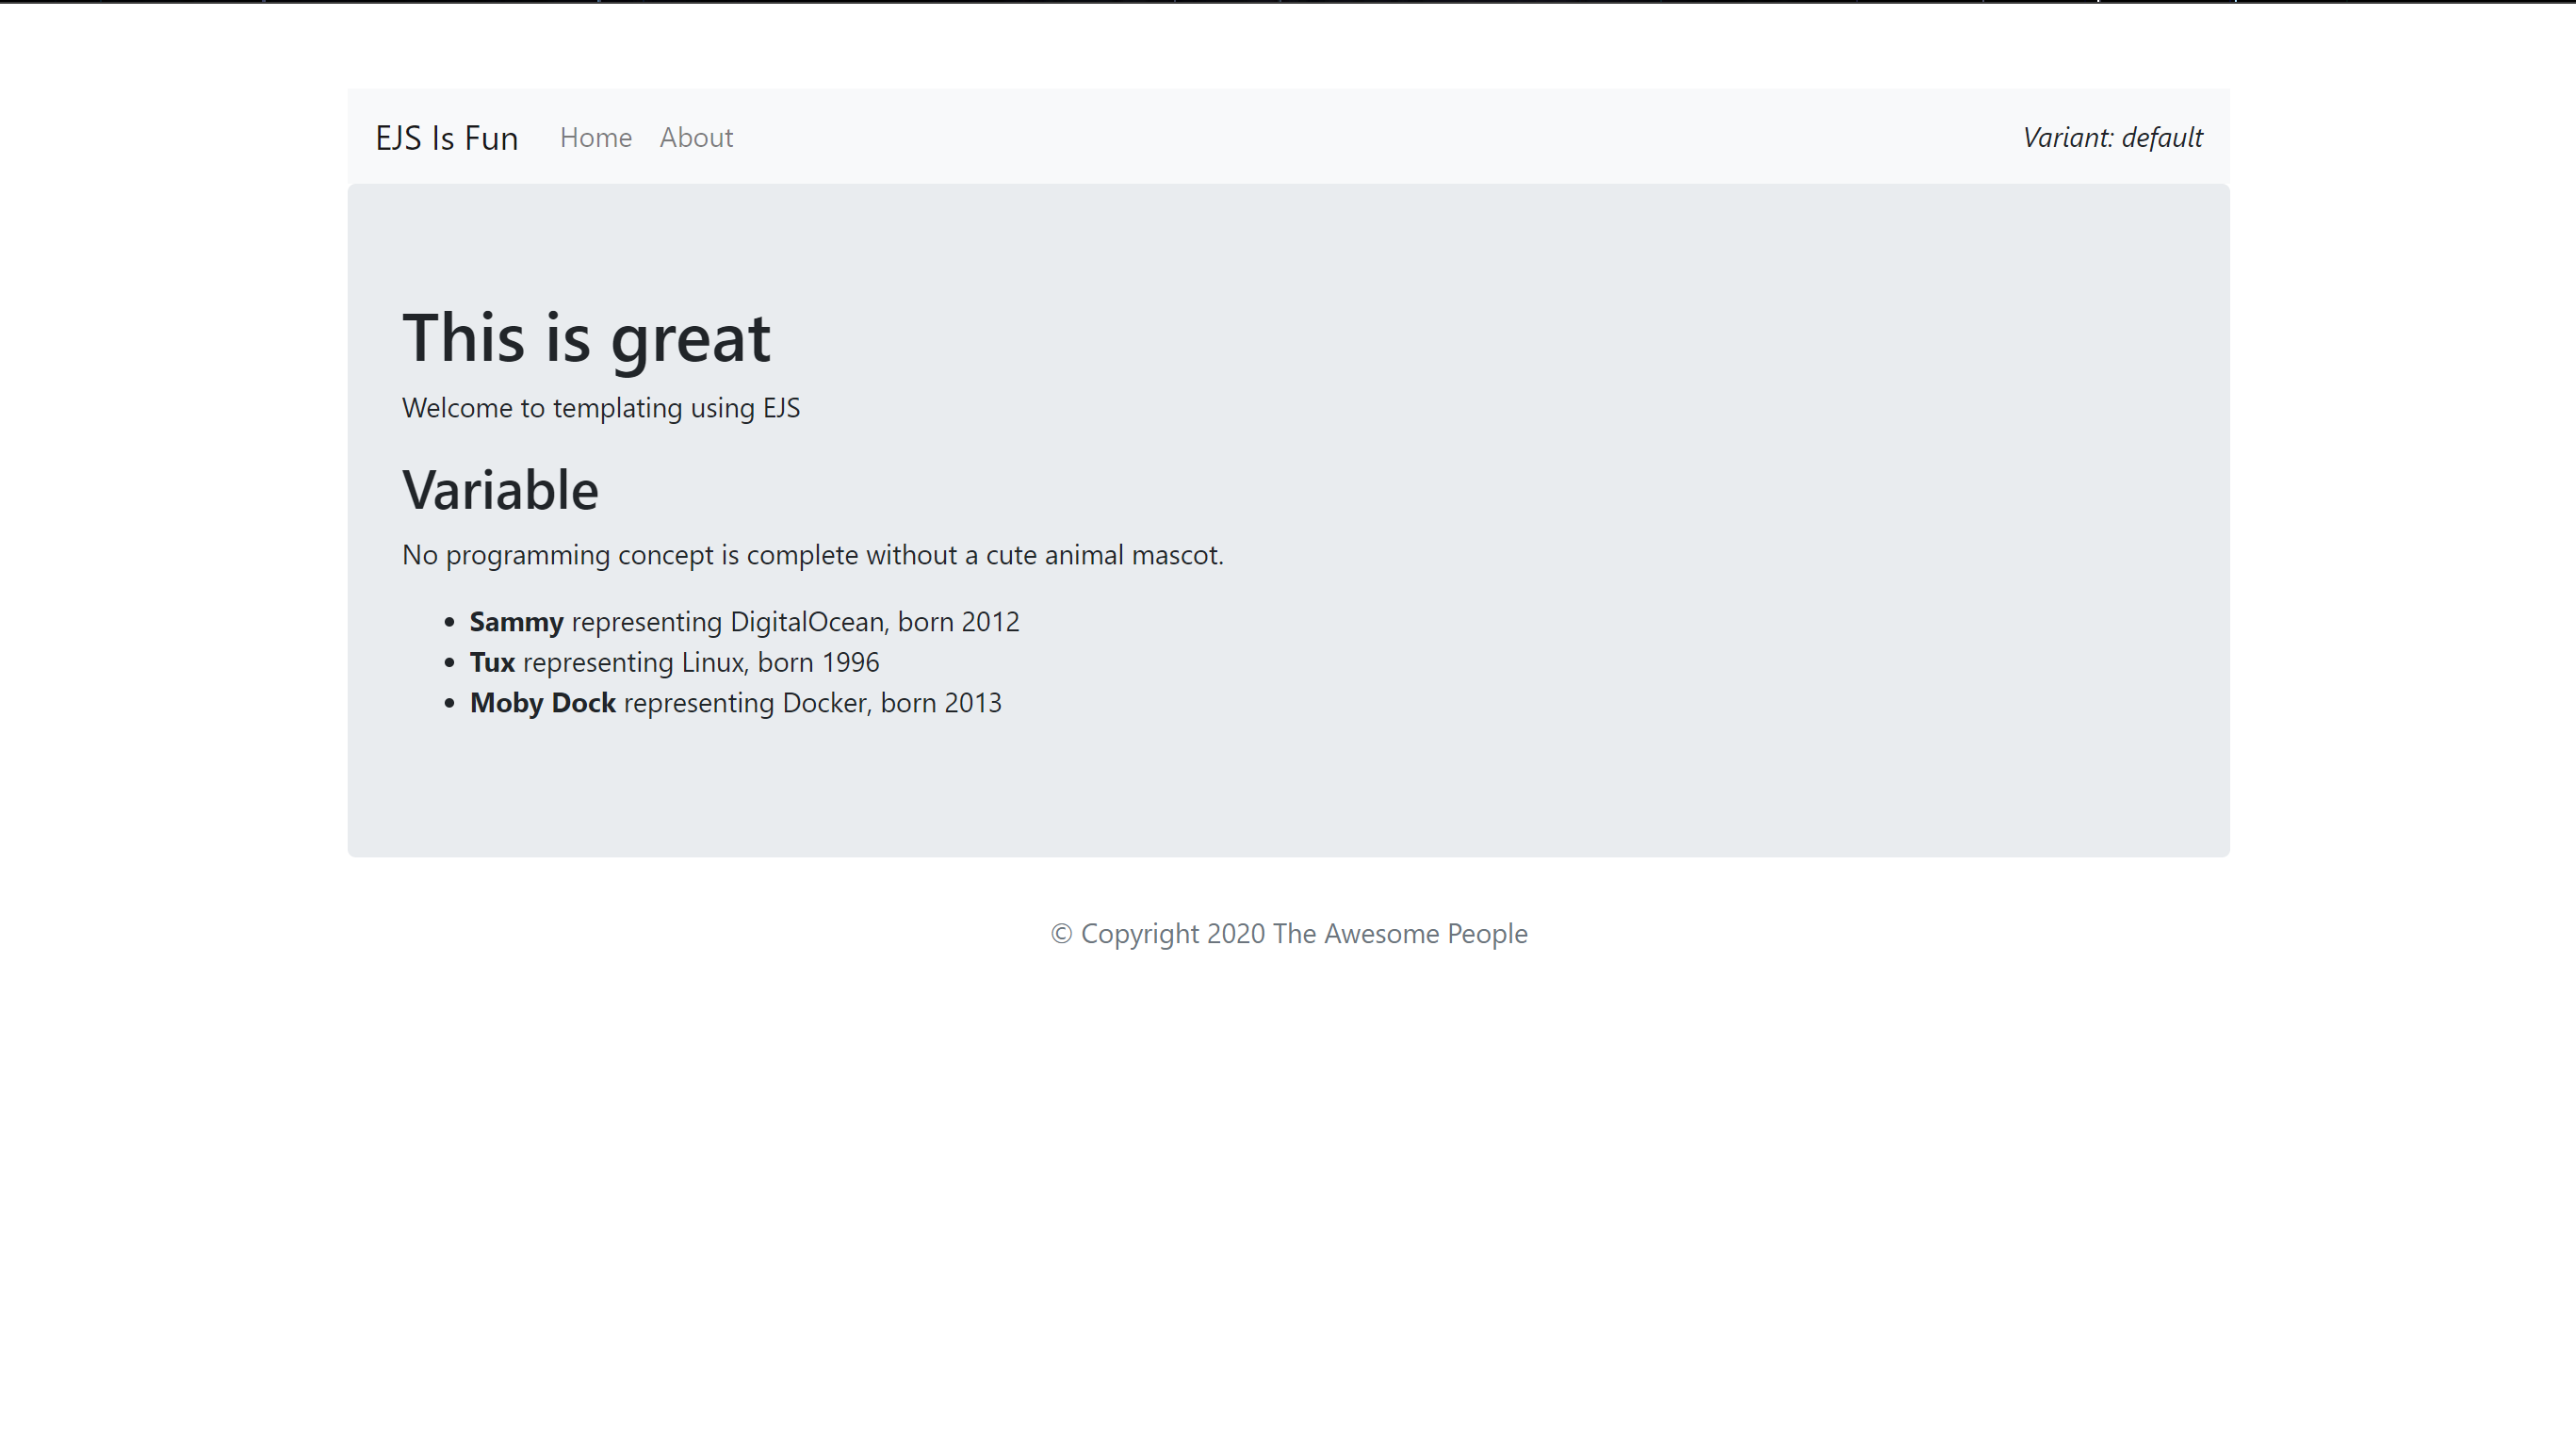 EJS Is Fun Home About Variant: default
This is great
Welcome to templating using EJS
Variable
No programming concept is complete without a cute animal mascot.
• Sammy representing DigitalOcean, born 2012
• Tux representing Linux, born 1996
• Moby Dock representing Docker, born 2013
© Copyright 2020 The Awesome People